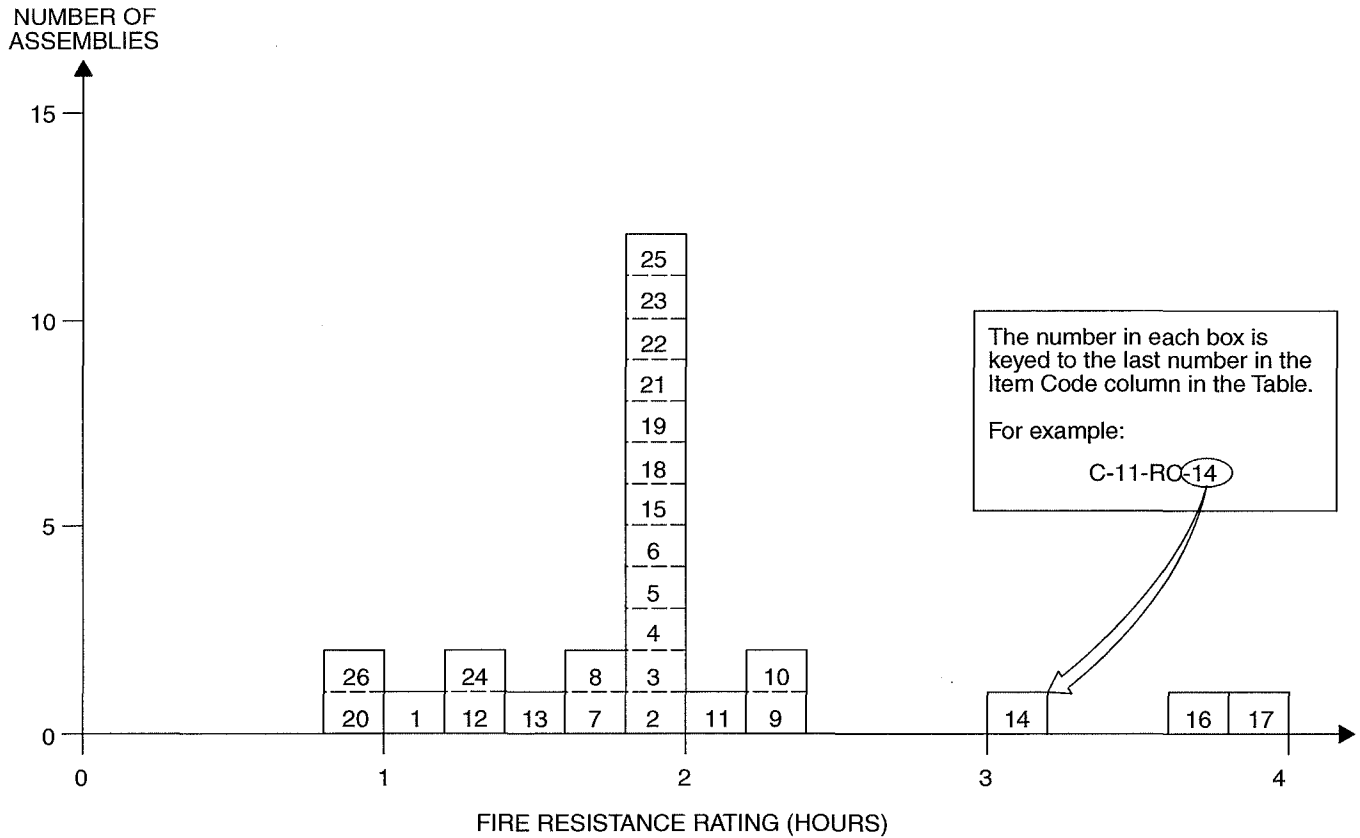 NUMBER OF
ASSEMBLIES
15
10
5
0
25
23
22
21
19
18
15
6
5
4
26 24 8 3 10
20 1 12 13 7 2 11 9 14 16 17
The number in each box is
keyed to the last number in the
Item Code column in the Table.
For example:
C-11-RC-14
0 1 2 3 4
FIRE RESISTANCE RATING (HOURS)